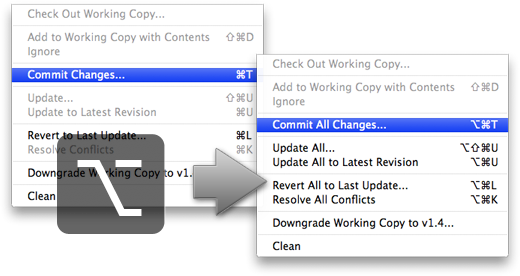 Check Out Working Copy...
Add to Working Copy with Contents ⇧⌘D
Ignore
Commit Changes... ⌘T
Update... ⇧⌘U
Update to Latest Revision ⌘U
Revert to Last Update... ⌘L
Resolve Conflicts ⌘K
Downgrade Working Copy to v1.
Clean
⌥
Check Out Working Copy...
Add to Working Copy with Contents ⇧⌘D
Ignore
Commit All Changes... ⌥⌘T
Update All... ⌥⇧⌘U
Update All to Latest Revision ⌥⌘U
Revert All to Last Update... ⌥⌘L
Resolve All Conflicts ⌥⌘K
Downgrade Working Copy to v1.4...
Clean